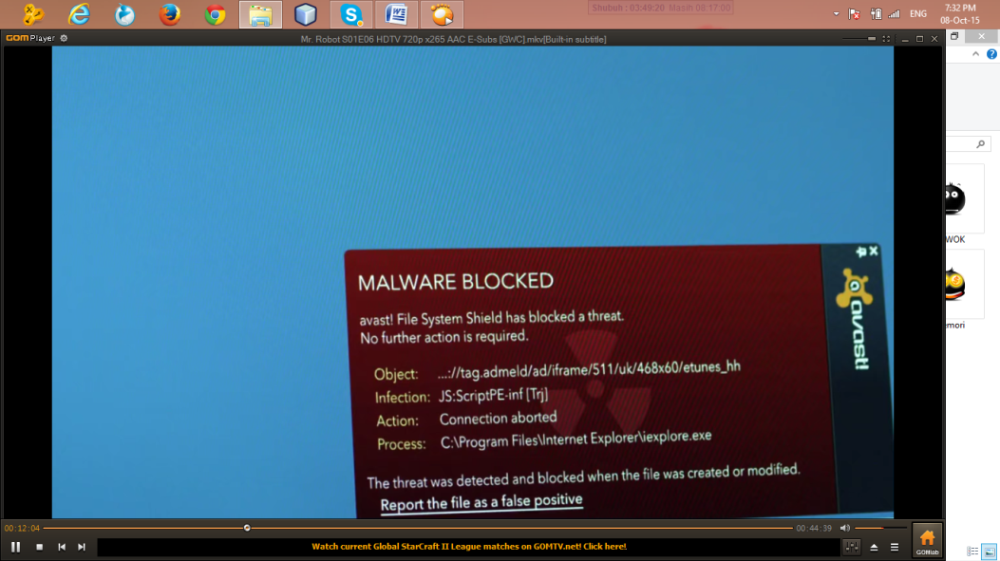 Shubuh : 03:49:20 Masih 08:17:00
ENG
7:32 PM
08-Oct-15
GOMPlayer
Mr. Robot S01E06 HDTV 720p x265 AAC E-Subs [GWC].mkv[Built-in subtitle]
MALWARE BLOCKED
avast! File System Shield has blocked a threat.
No further action is required.
Object: ...://tag.admeld/ad/iframe/511/uk/468x60/etunes_hh
Infection: JS:ScriptPE-inf [Trj]
Action: Connection aborted
Process: C:\Program Files\Internet Explorer\iexplore.exe
The threat was detected and blocked when the file was created or modified.
Report the file as a false positive
avast!
WOK
emori
00:12:04
00:44:39
Watch current Global StarCraft II League matches on GOMTV.net! Click here!
GOMlab